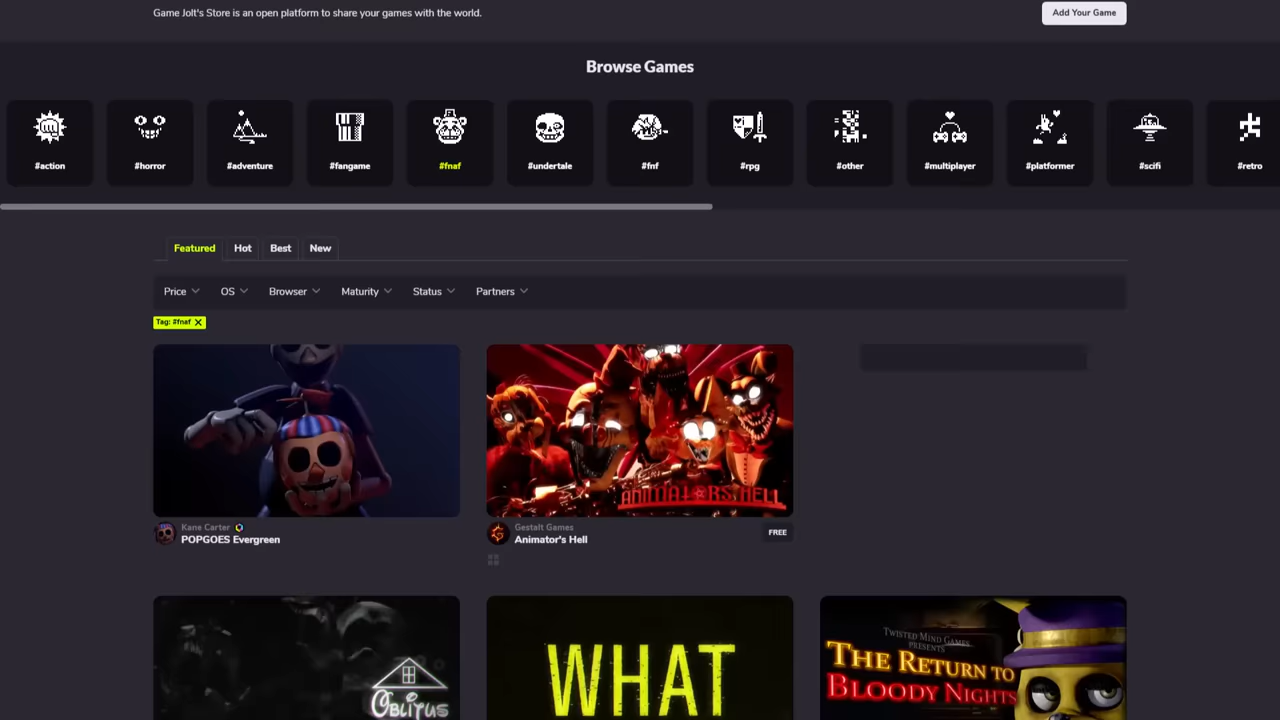 Game Jolt's Store is an open platform to share your games with the world.
Add Your Game
Browse Games
#action
#horror
#adventure
#fangame
#fnaf
#undertale
#fnf
#rpg
#other
#multiplayer
#platformer
#scifi
#retro
Featured
Hot
Best
New
Price
OS
Browser
Maturity
Status
Partners
Tag: #fnaf
ANIMATORS HELL
Kane Carter
POPGOES Evergreen
Gestalt Games
Animator's Hell
FREE
OBLITUS
WHAT
TWISTED MIND GAMES
PRESENTS
THE RETURN TO
BLOODY NIGHTS